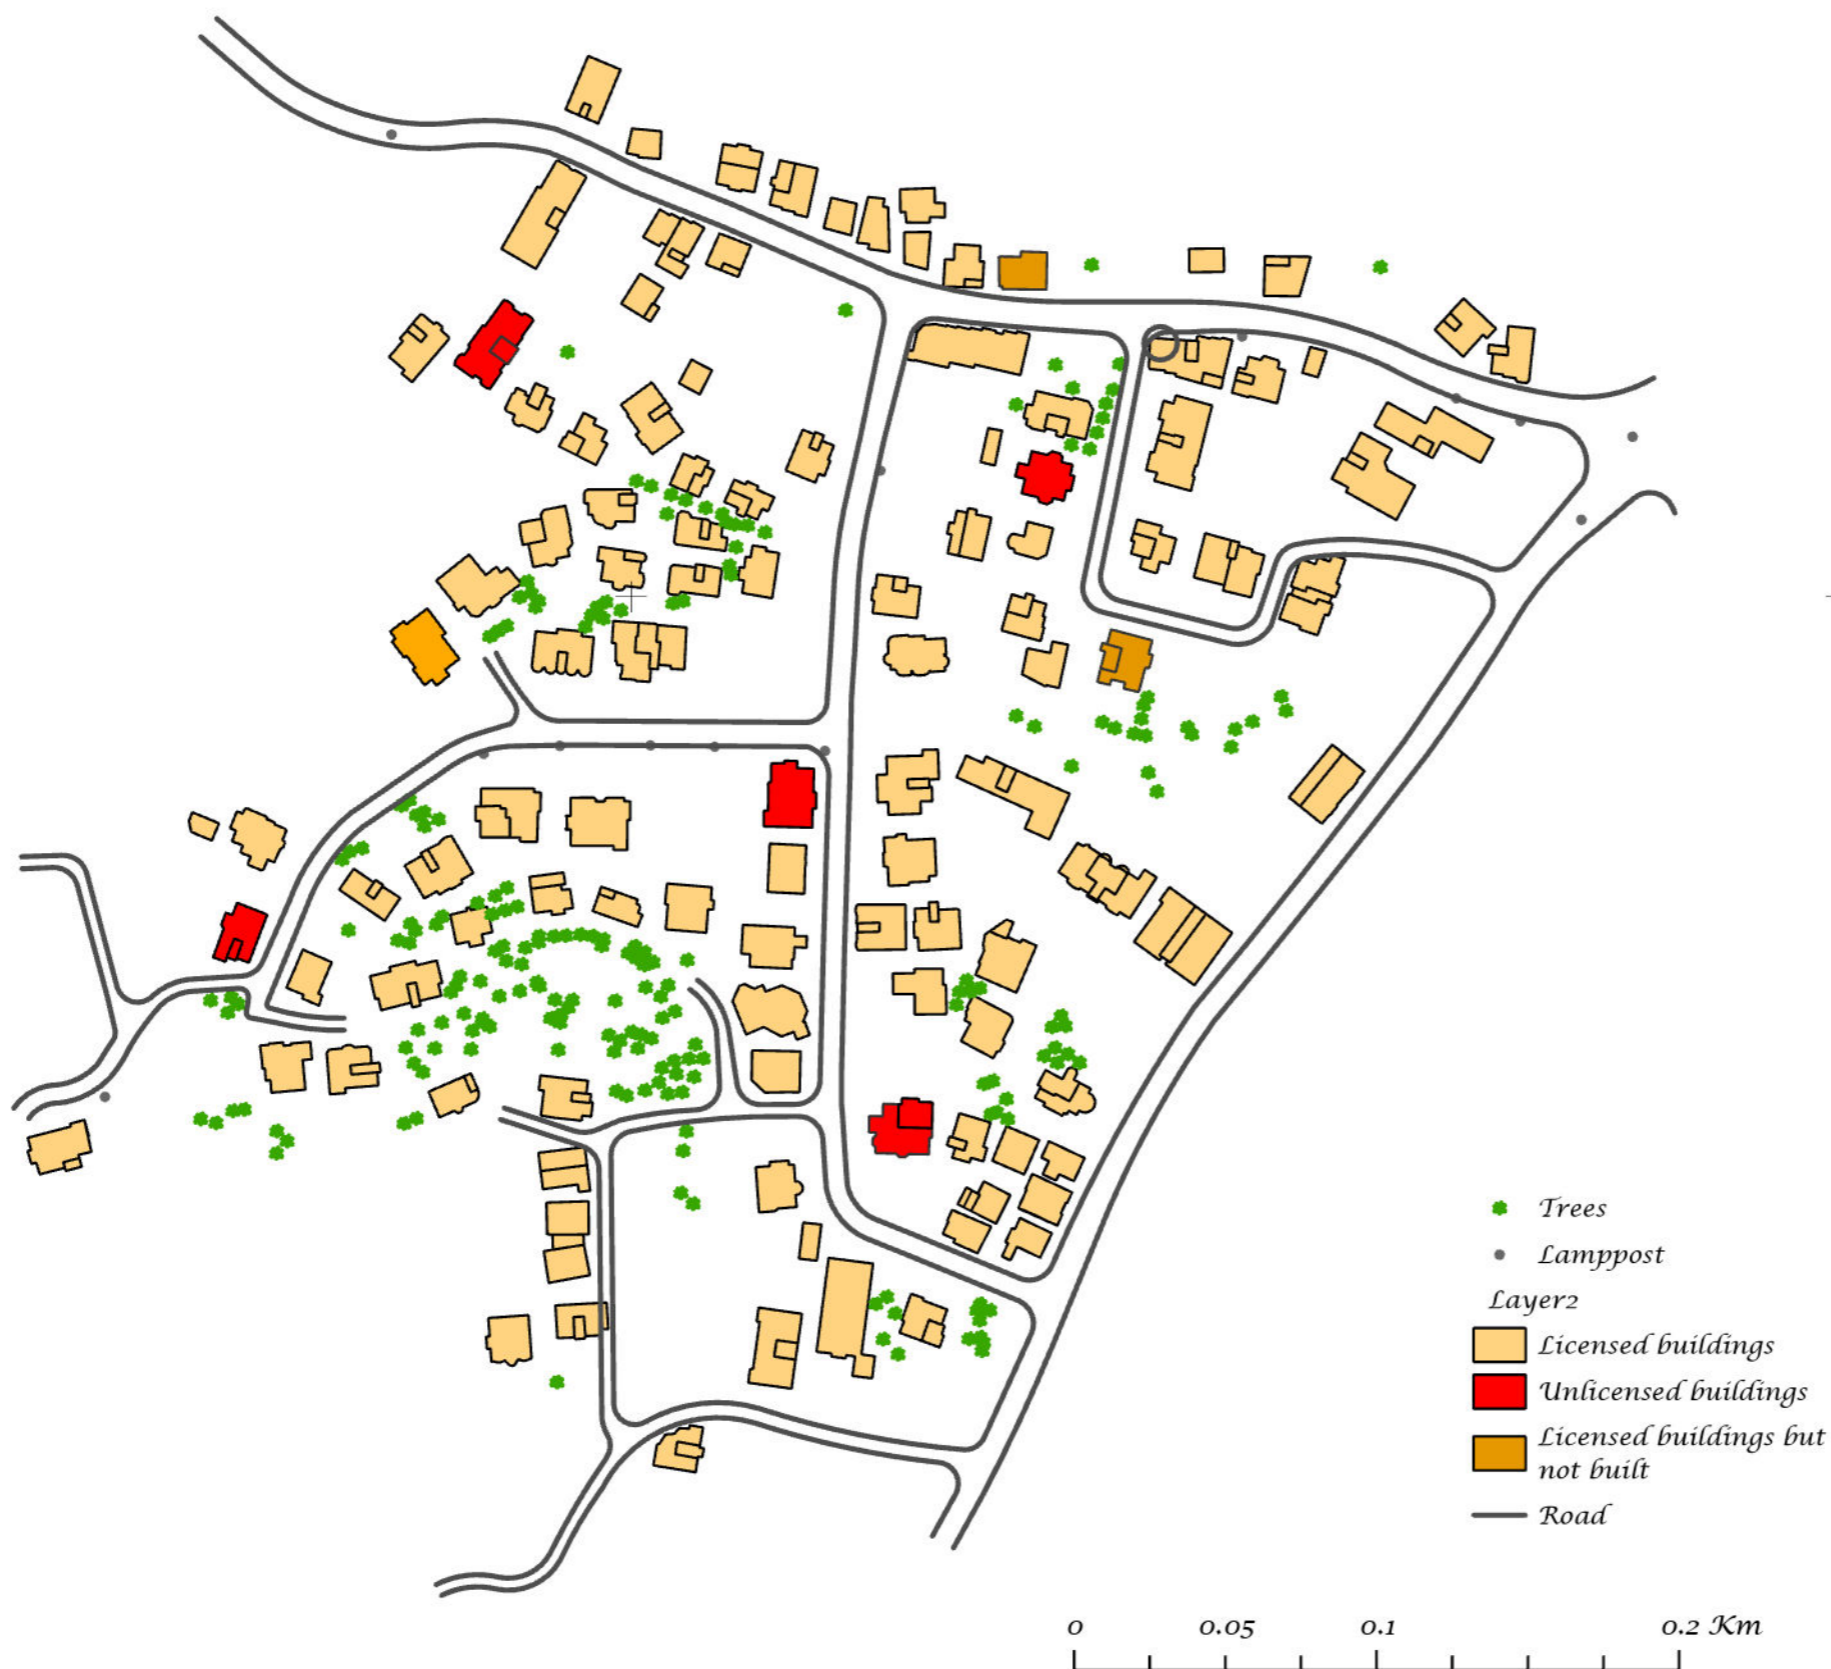 Trees
Lamppost
Layer2
Licensed buildings
Unlicensed buildings
Licensed buildings but
not built
Road
0 0.05 0.1 0.2 Km